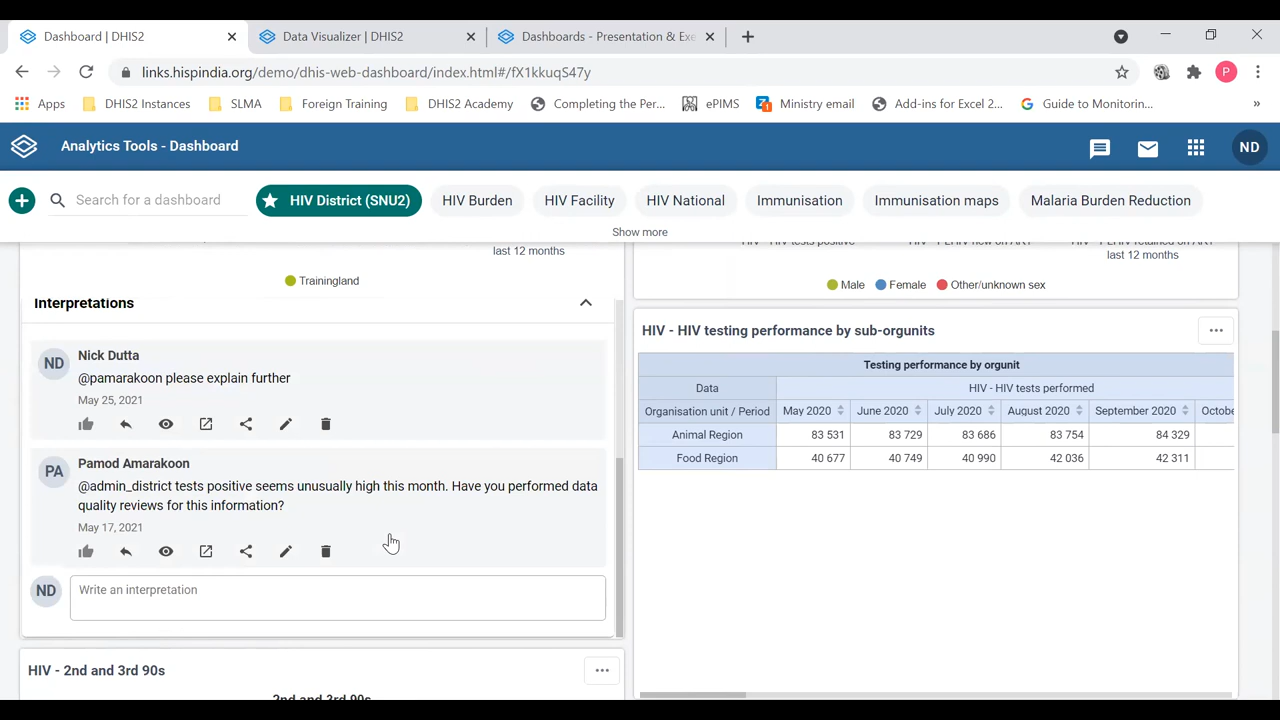 Dashboard | DHIS2
Data Visualizer | DHIS2
Dashboards - Presentation & Exe
links.hispindia.org/demo/dhis-web-dashboard/index.html#/fX1kkuqS47y
P
Apps
DHIS2 Instances
SLMA
Foreign Training
DHIS2 Academy
Completing the Per...
ePIMS
Ministry email
Add-ins for Excel 2...
Guide to Monitorin...
»
Analytics Tools - Dashboard
ND
Search for a dashboard
HIV District (SNU2)
HIV Burden
HIV Facility
HIV National
Immunisation
Immunisation maps
Malaria Burden Reduction
Show more
last 12 months
Trainingland
last 12 months
Male
Female
Other/unknown sex
Interpretations
ND
Nick Dutta
@pamarakoon please explain further
May 25, 2021
PA
Pamod Amarakoon
@admin_district tests positive seems unusually high this month. Have you performed data
quality reviews for this information?
May 17, 2021
ND
Write an interpretation
HIV - HIV testing performance by sub-orgunits
Testing performance by orgunit
Data
HIV - HIV tests performed
Organisation unit / Period
May 2020
June 2020
July 2020
August 2020
September 2020
Octobe
Animal Region
83 531
83 729
83 686
83 754
84 329
Food Region
40 677
40 749
40 990
42 036
42 311
HIV - 2nd and 3rd 90s
2nd and 3rd 90s